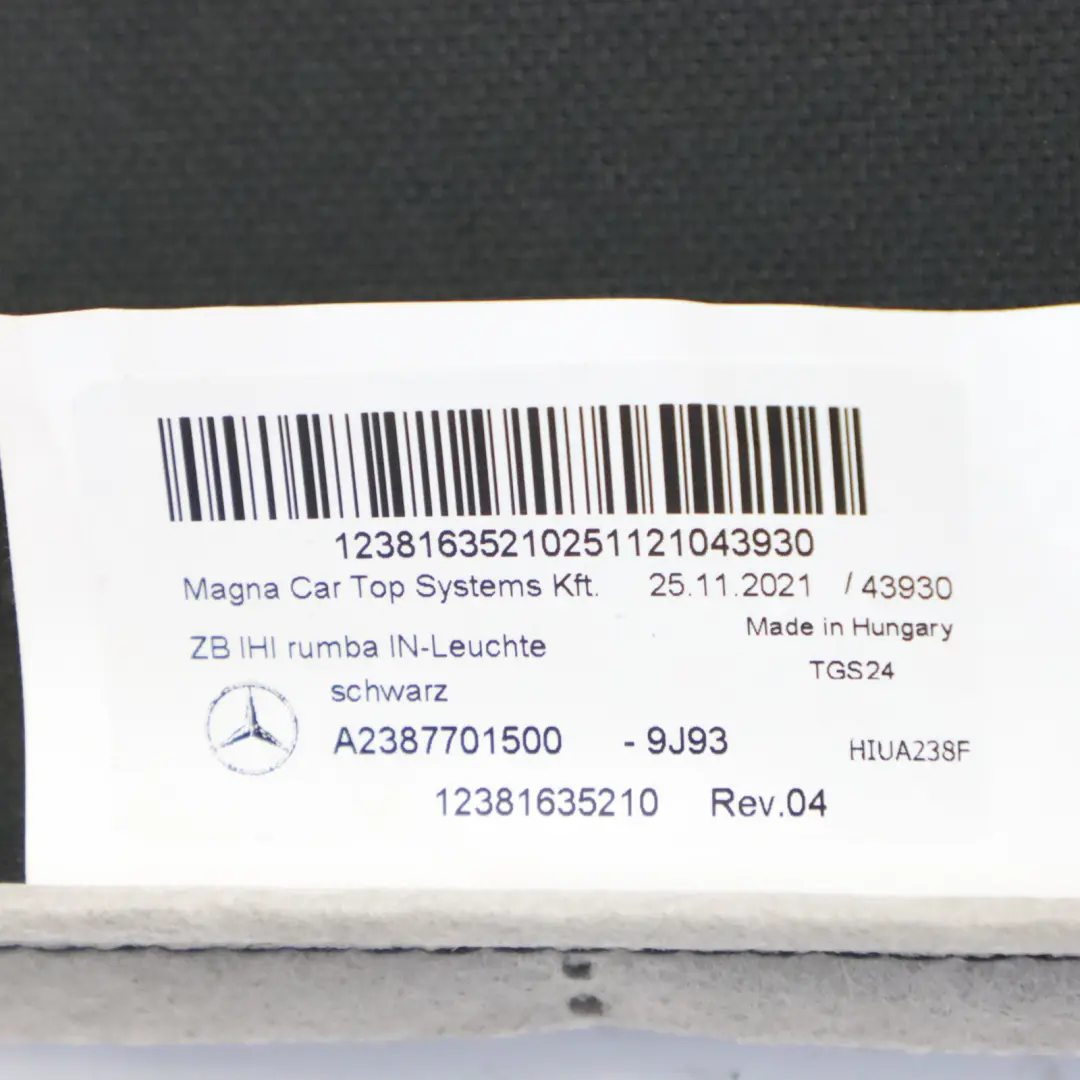 12381635210251121043930
Magna Car Top Systems Kft. 25.11.2021 / 43930
Made in Hungary
ZB IHI rumba IN-Leuchte
TGS24
schwarz
A2387701500 - 9J93
HIUA238F
12381635210 Rev.04